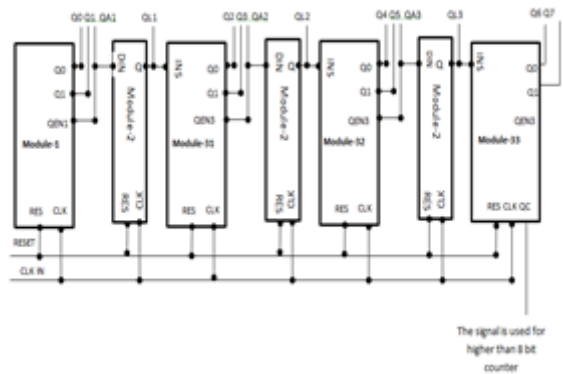 Q0 Q1 QA1 QL1 Q2 Q3 QA2 QL2 Q4 Q5 QA3 QL3 Q6 Q7
Q0
Q1
QEN1
Module-1
RES CLK
DIN Q
Module-2
RES CLK
INS
Q0
Q1
QEN3
Module-31
RES CLK
DIN Q
Module-2
RES CLK
INS
Q0
Q1
QEN3
Module-32
RES CLK
DIN Q
Module-2
RES CLK
INS
Q0
Q1
QEN3
Module-33
RES CLK QC
RESET
CLK IN
The signal is used for
higher than 8 bit
counter